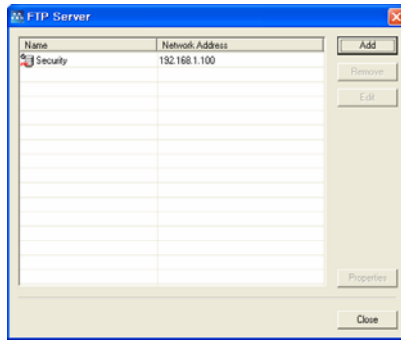 FTP Server
Name Network Address
Security 192.168.1.100
Add
Remove
Edit
Properties
Close